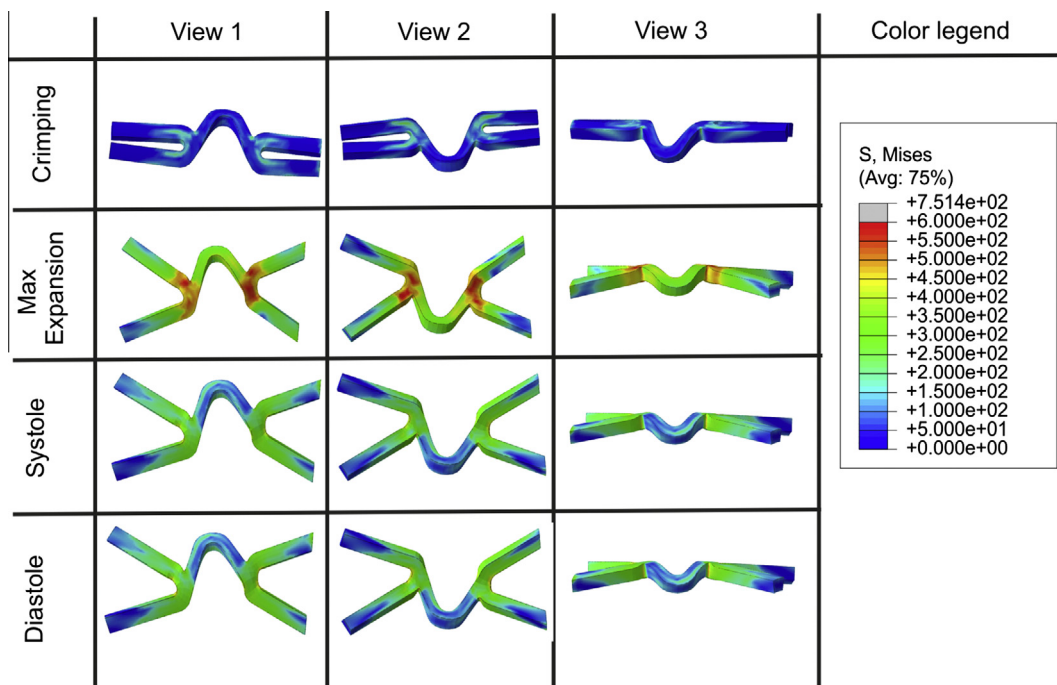 View 1
View 2
View 3
Color legend
Crimping
Max
Expansion
Systole
Diastole
S, Mises
(Avg: 75%)
+7.514e+02
+6.000e+02
+5.500e+02
+5.000e+02
+4.500e+02
+4.000e+02
+3.500e+02
+3.000e+02
+2.500e+02
+2.000e+02
+1.500e+02
+1.000e+02
+5.000e+01
+0.000e+00